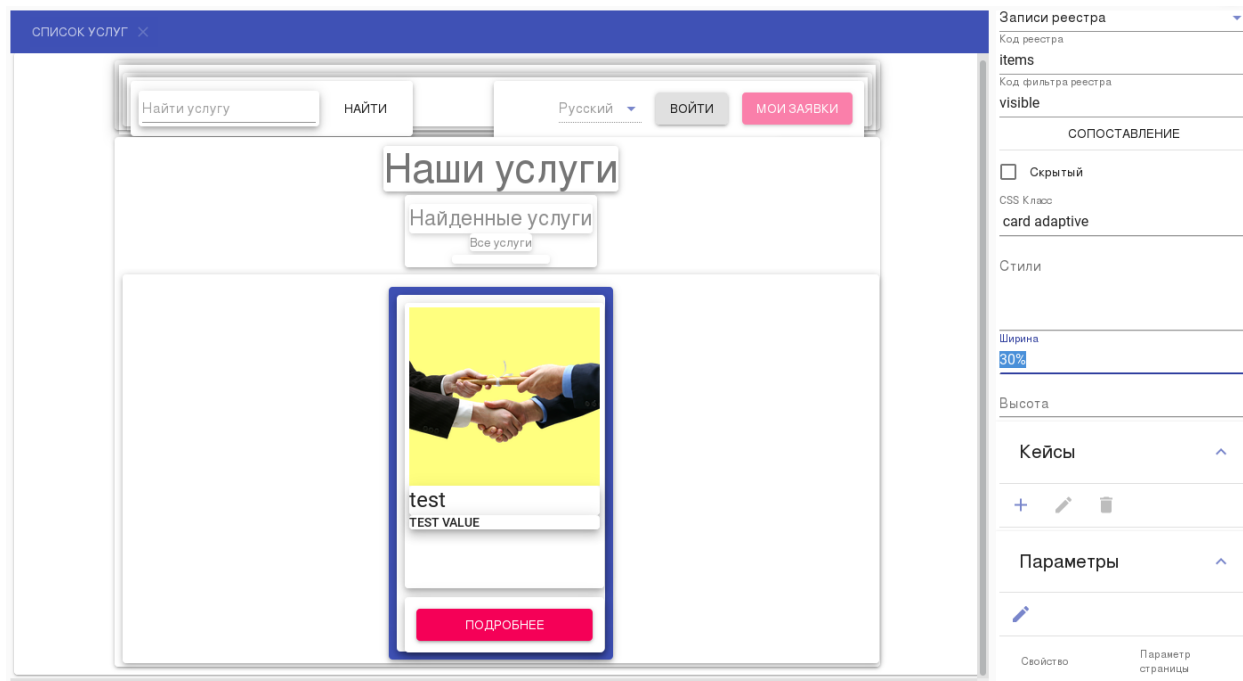 СПИСОК УСЛУГ
Найти услугу
НАЙТИ
Русский
ВОЙТИ
МОИ ЗАЯВКИ
Наши услуги
Найденные услуги
Все услуги
test
TEST VALUE
ПОДРОБНЕЕ
Записи реестра
Код реестра
items
Код фильтра реестра
visible
СОПОСТАВЛЕНИЕ
Скрытый
CSS Класс
card adaptive
Стили
Ширина
30%
Высота
Кейсы
Параметры
Свойство
Параметр
страницы